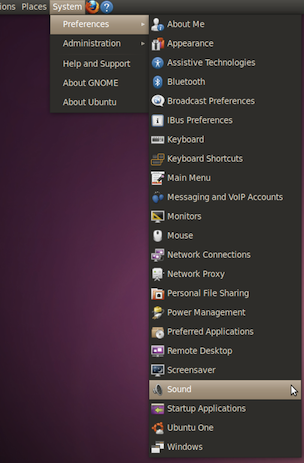 ions Places System
Preferences
Administration
Help and Support
About GNOME
About Ubuntu
About Me
Appearance
Assistive Technologies
Bluetooth
Broadcast Preferences
IBus Preferences
Keyboard
Keyboard Shortcuts
Main Menu
Messaging and VoIP Accounts
Monitors
Mouse
Network Connections
Network Proxy
Personal File Sharing
Power Management
Preferred Applications
Remote Desktop
Screensaver
Sound
Startup Applications
Ubuntu One
Windows